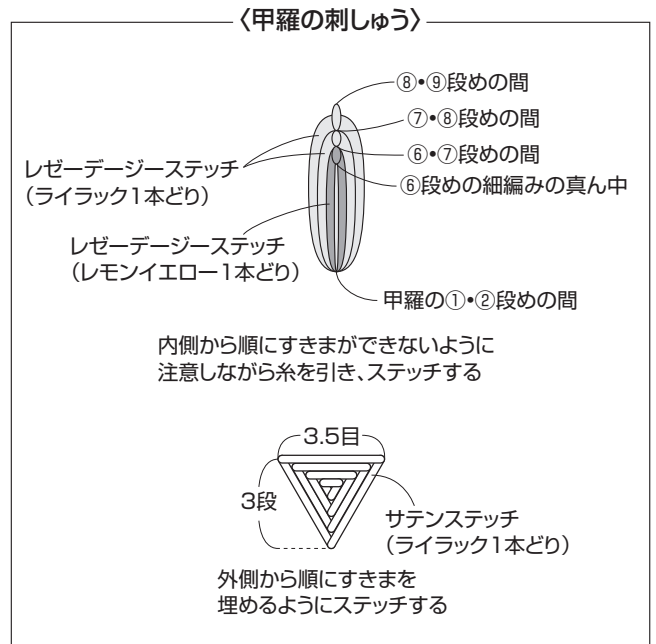 〈甲羅の刺しゅう〉
⑧・⑨段めの間
⑦・⑧段めの間
⑥・⑦段めの間
⑥段めの細編みの真ん中
レゼーデージーステッチ
(ライラック1本どり)
レゼーデージーステッチ
(レモンイエロー1本どり)
甲羅の①・②段めの間
内側から順にすきまができないように
注意しながら糸を引き、ステッチする
3.5目
3段
サテンステッチ
(ライラック1本どり)
外側から順にすきまを
埋めるようにステッチする